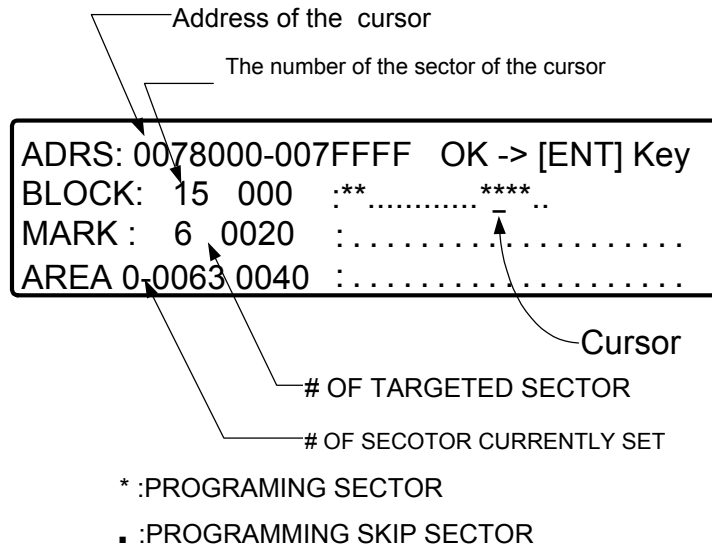 Address of the cursor
The number of the sector of the cursor
ADRS: 0078000-007FFFF OK -> [ENT] Key
BLOCK: 15 000 :**............****..
MARK : 6 0020 : . . . . . . . . . . . . . . . . . . . .
AREA 0-0063 0040 : . . . . . . . . . . . . . . . . . . . .
Cursor
# OF TARGETED SECTOR
# OF SECOTOR CURRENTLY SET
* :PROGRAMING SECTOR
. :PROGRAMMING SKIP SECTOR